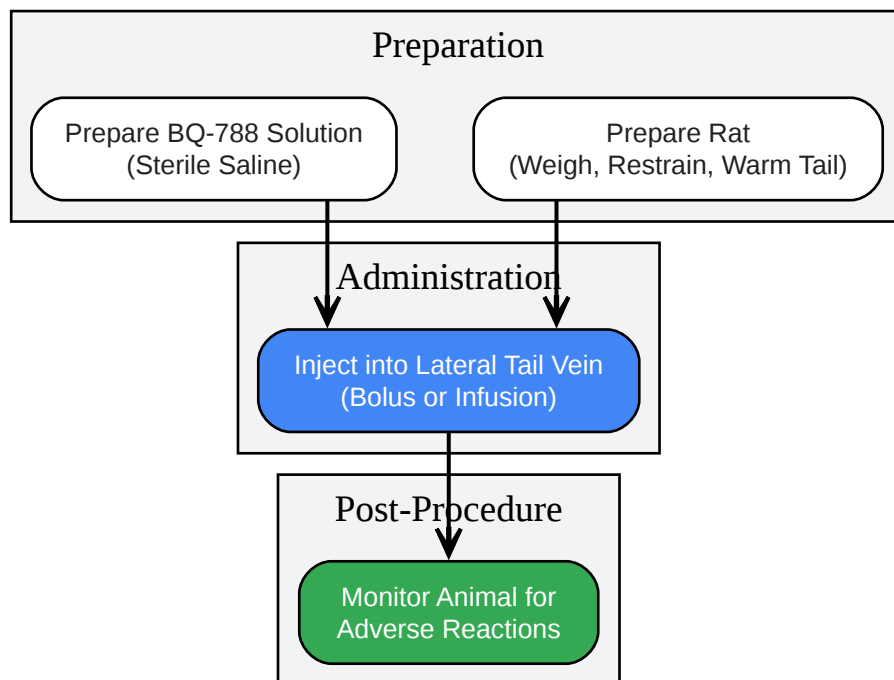 Preparation
Prepare BQ-788 Solution
(Sterile Saline)
Prepare Rat
(Weigh, Restrain, Warm Tail)
Administration
Inject into Lateral Tail Vein
(Bolus or Infusion)
Post-Procedure
Monitor Animal for
Adverse Reactions